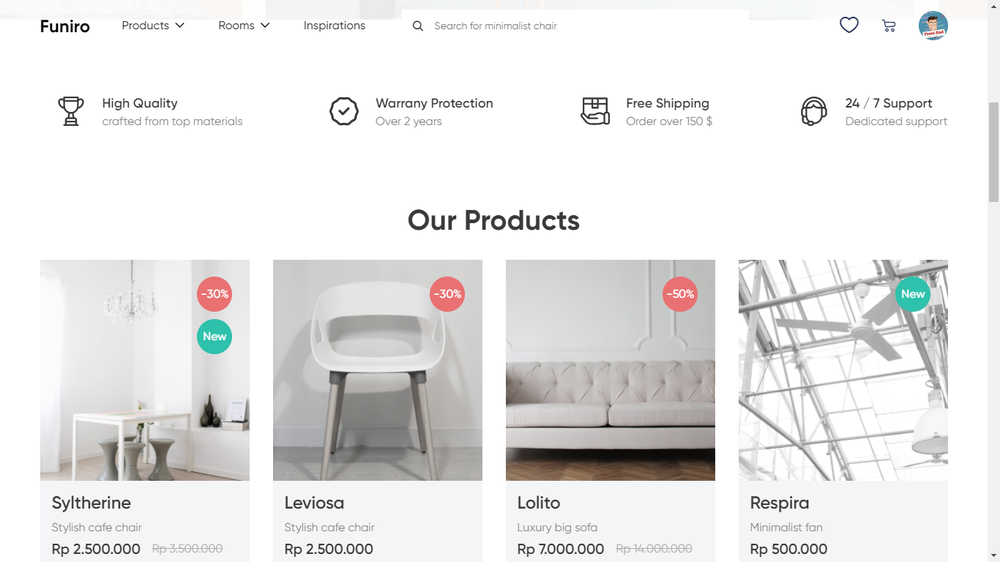 Funiro
Products
Rooms
Inspirations
Search for minimalist chair
High Quality
crafted from top materials
Warrany Protection
Over 2 years
Free Shipping
Order over 150 $
24 / 7 Support
Dedicated support
Our Products
-30%
New
-30%
-50%
New
Syltherine
Stylish cafe chair
Rp 2.500.000 Rp 3.500.000
Leviosa
Stylish cafe chair
Rp 2.500.000
Lolito
Luxury big sofa
Rp 7.000.000 Rp 14.000.000
Respira
Minimalist fan
Rp 500.000